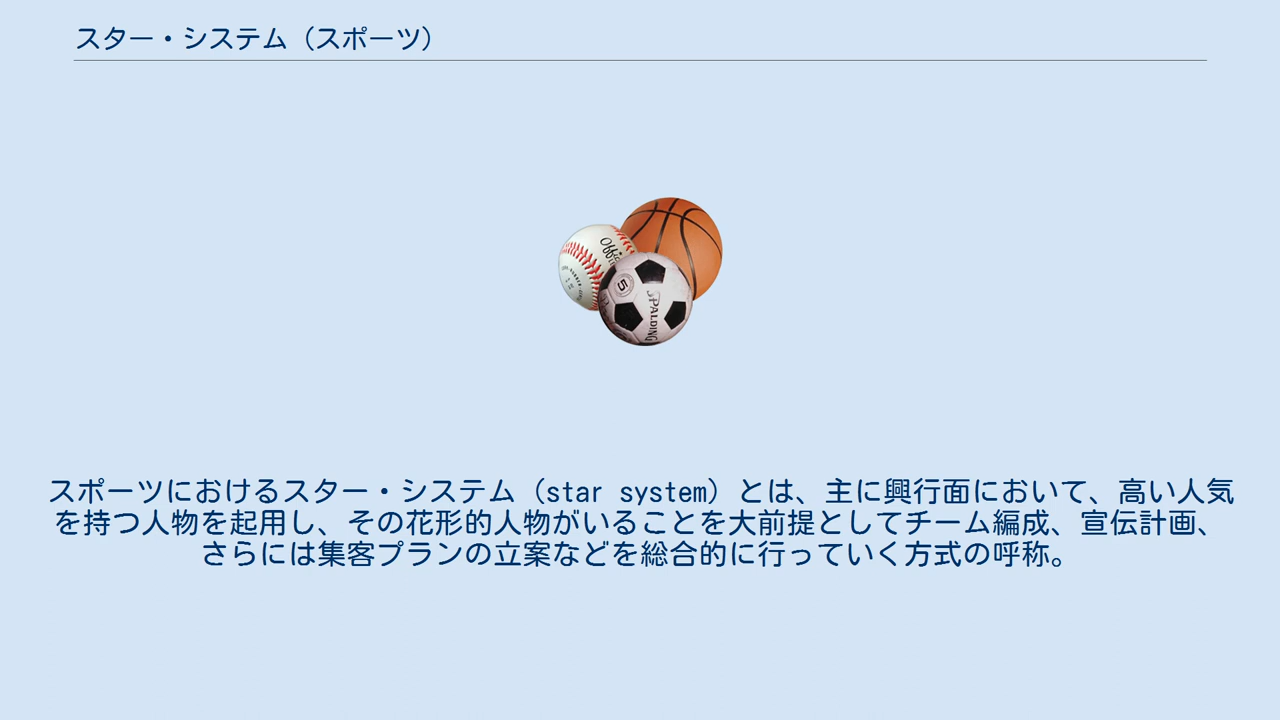 スター・システム（スポーツ）
Offic
5
SPALDING
スポーツにおけるスター・システム（star system）とは、主に興行面において、高い人気
を持つ人物を起用し、その花形的人物がいることを大前提としてチーム編成、宣伝計画、
さらには集客プランの立案などを総合的に行っていく方式の呼称。